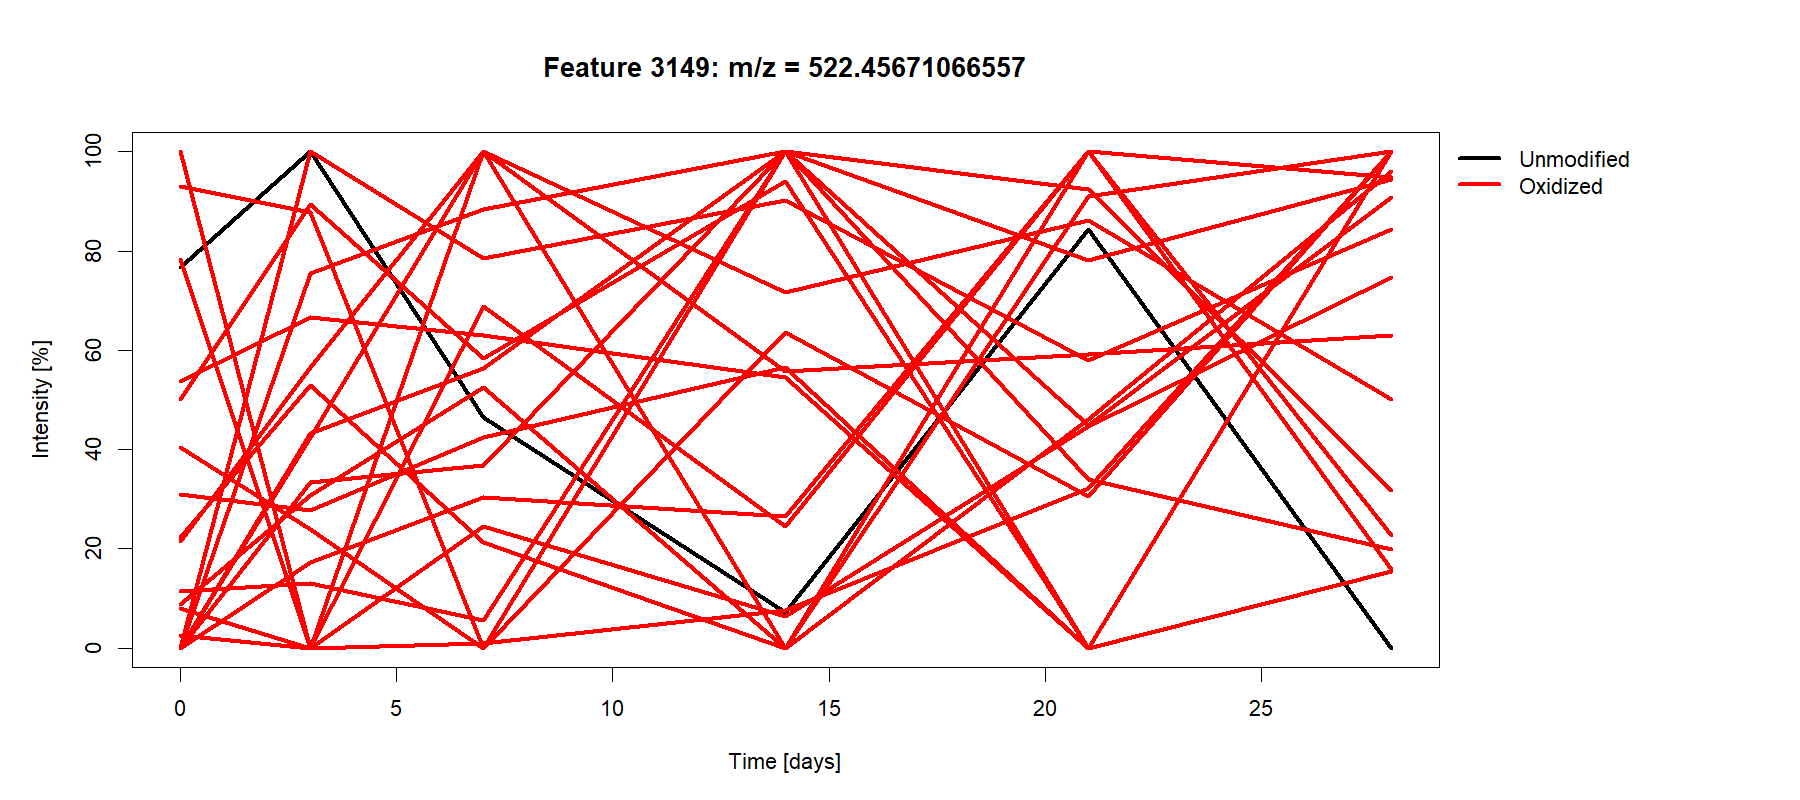 Feature 3149: m/z = 522.45671066557
Unmodified
Oxidized
Intensity [%]
100
80
60
40
20
0
0 5 10 15 20 25
Time [days]